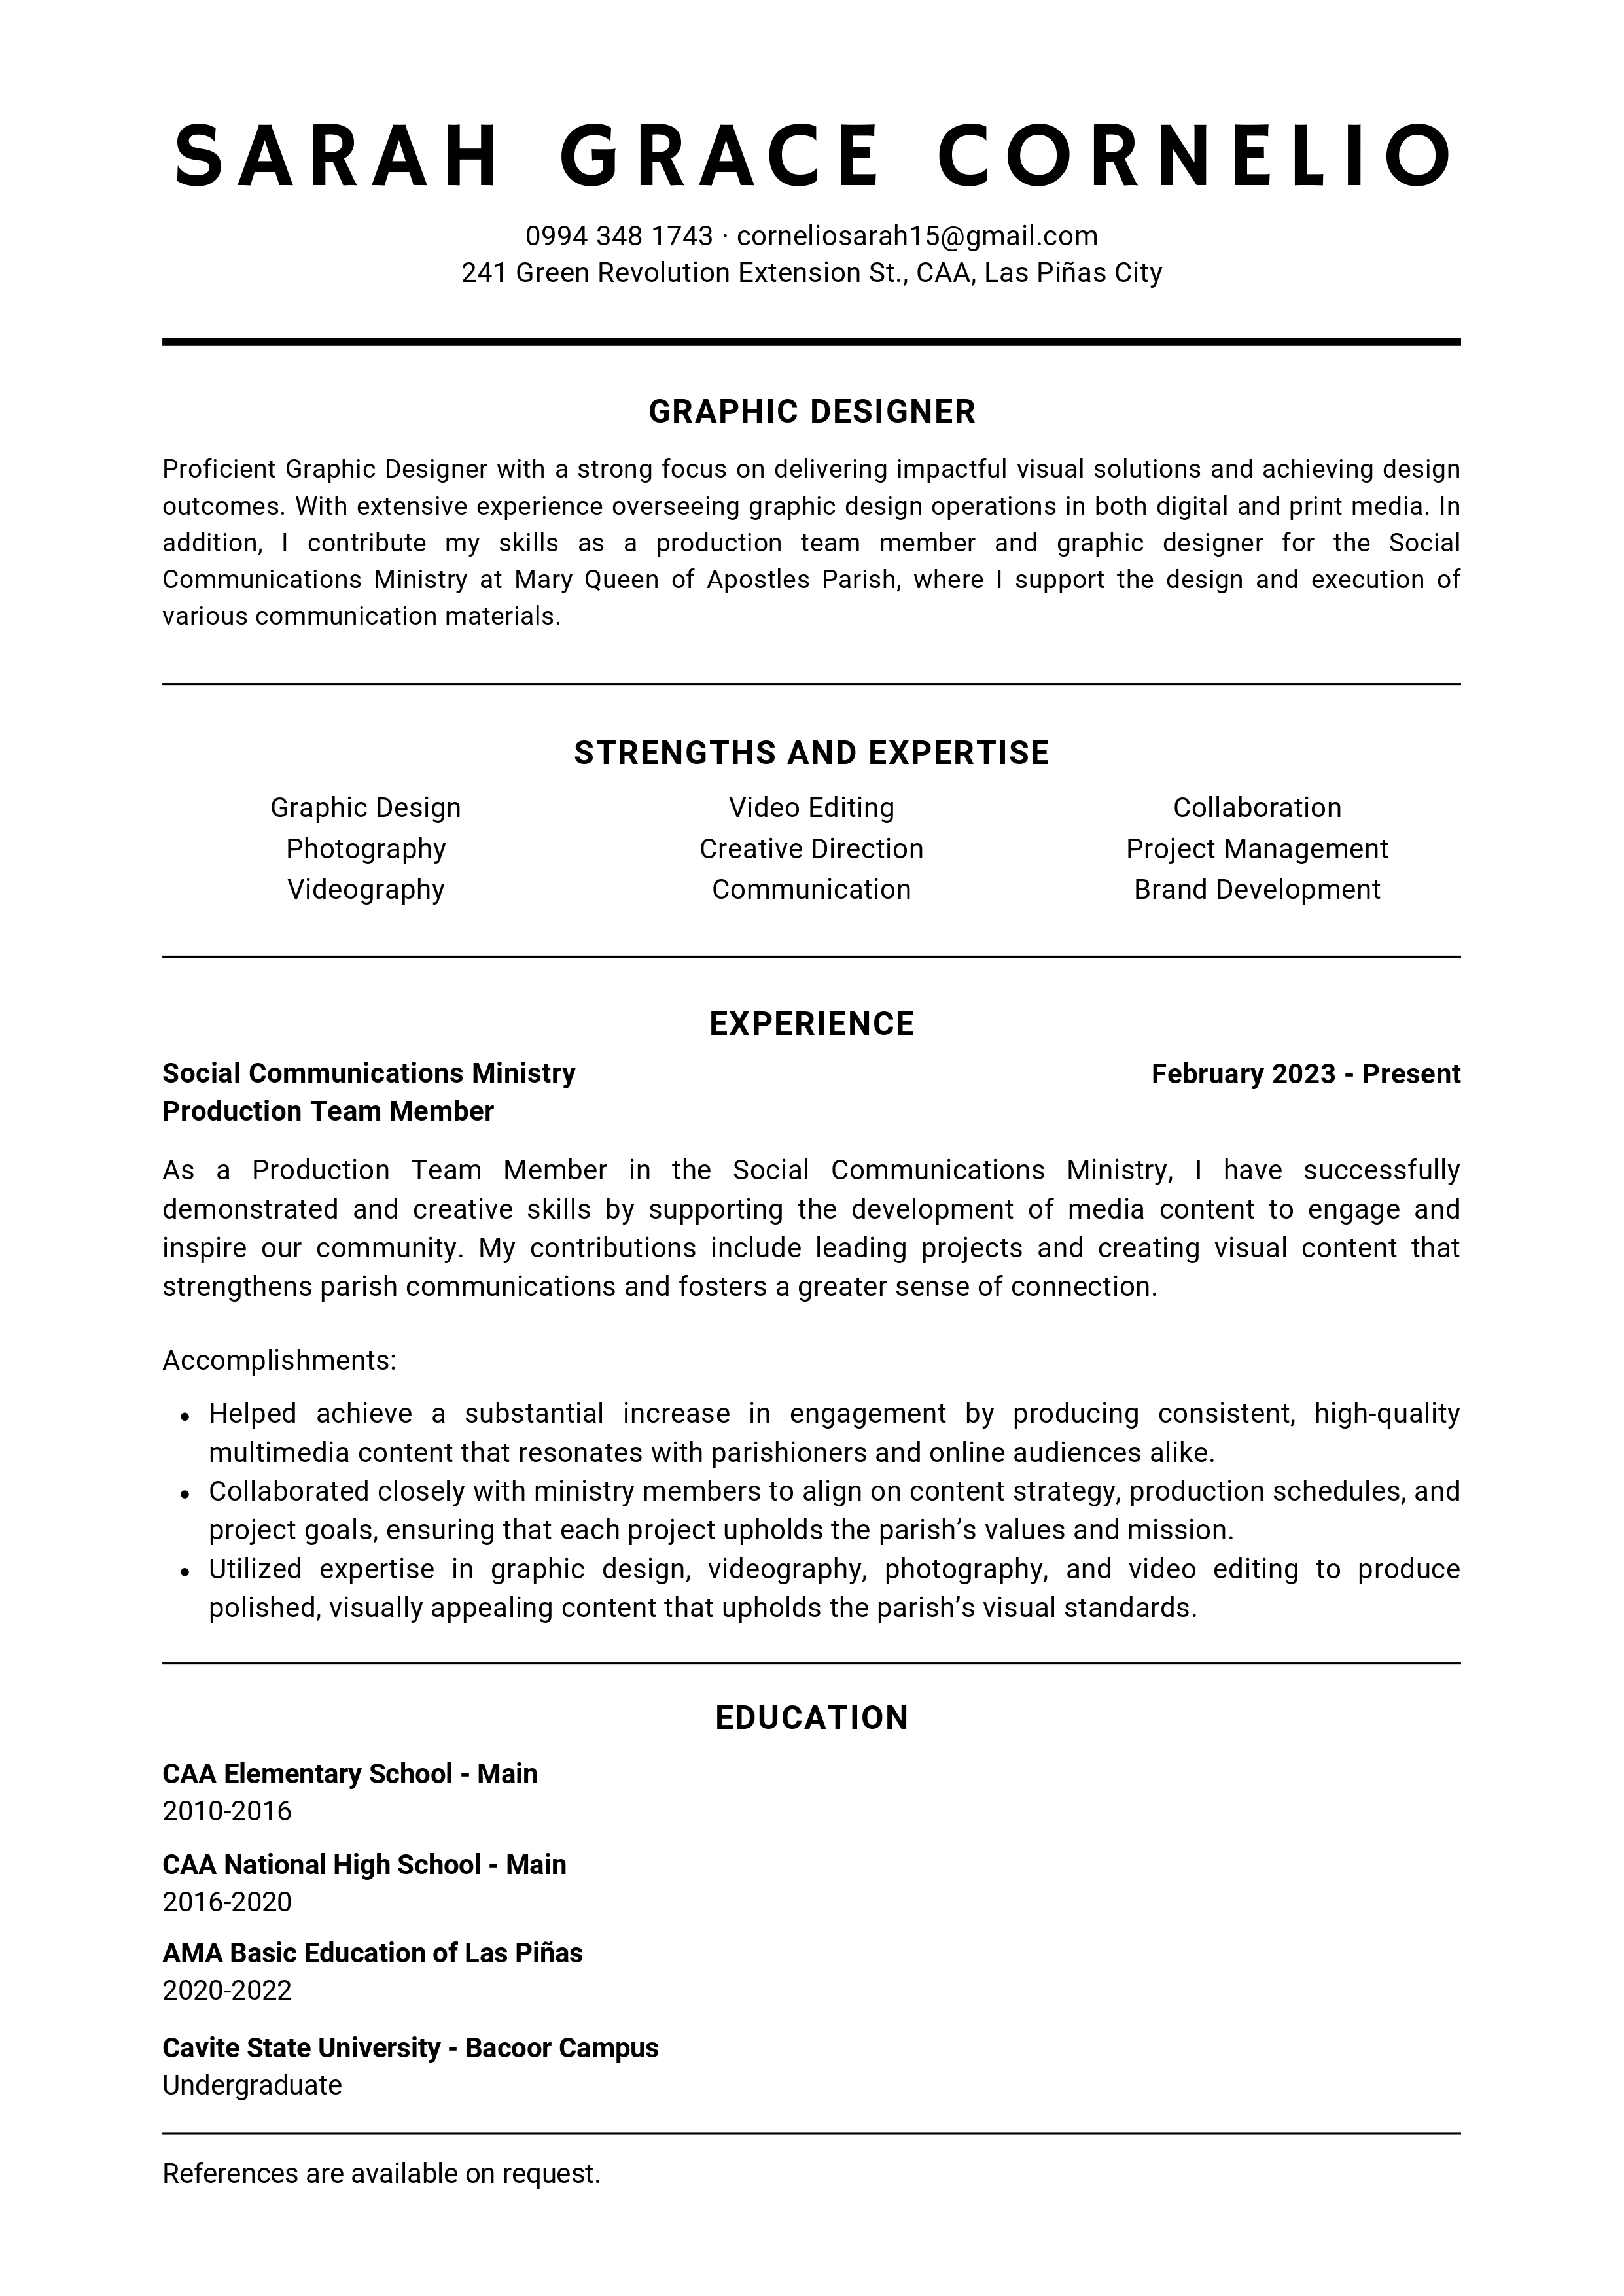 SARAH GRACE CORNELIO
0994 348 1743 · corneliosarah15@gmail.com
241 Green Revolution Extension St., CAA, Las Piñas City
GRAPHIC DESIGNER
Proficient Graphic Designer with a strong focus on delivering impactful visual solutions and achieving design
outcomes. With extensive experience overseeing graphic design operations in both digital and print media. In
addition, I contribute my skills as a production team member and graphic designer for the Social
Communications Ministry at Mary Queen of Apostles Parish, where I support the design and execution of
various communication materials.
STRENGTHS AND EXPERTISE
Graphic Design
Photography
Videography
Video Editing
Creative Direction
Communication
Collaboration
Project Management
Brand Development
EXPERIENCE
Social Communications Ministry
February 2023 - Present
Production Team Member
As a Production Team Member in the Social Communications Ministry, I have successfully
demonstrated and creative skills by supporting the development of media content to engage and
inspire our community. My contributions include leading projects and creating visual content that
strengthens parish communications and fosters a greater sense of connection.
Accomplishments:
• Helped achieve a substantial increase in engagement by producing consistent, high-quality
multimedia content that resonates with parishioners and online audiences alike.
• Collaborated closely with ministry members to align on content strategy, production schedules, and
project goals, ensuring that each project upholds the parish’s values and mission.
• Utilized expertise in graphic design, videography, photography, and video editing to produce
polished, visually appealing content that upholds the parish’s visual standards.
EDUCATION
CAA Elementary School - Main
2010-2016
CAA National High School - Main
2016-2020
AMA Basic Education of Las Piñas
2020-2022
Cavite State University - Bacoor Campus
Undergraduate
References are available on request.